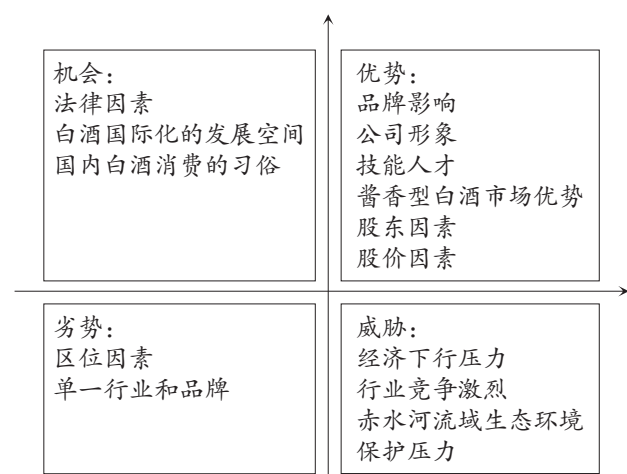 机会：
法律因素
白酒国际化的发展空间
国内白酒消费的习俗
优势：
品牌影响
公司形象
技能人才
酱香型白酒市场优势
股东因素
股价因素
劣势：
区位因素
单一行业和品牌
威胁：
经济下行压力
行业竞争激烈
赤水河流域生态环境
保护压力